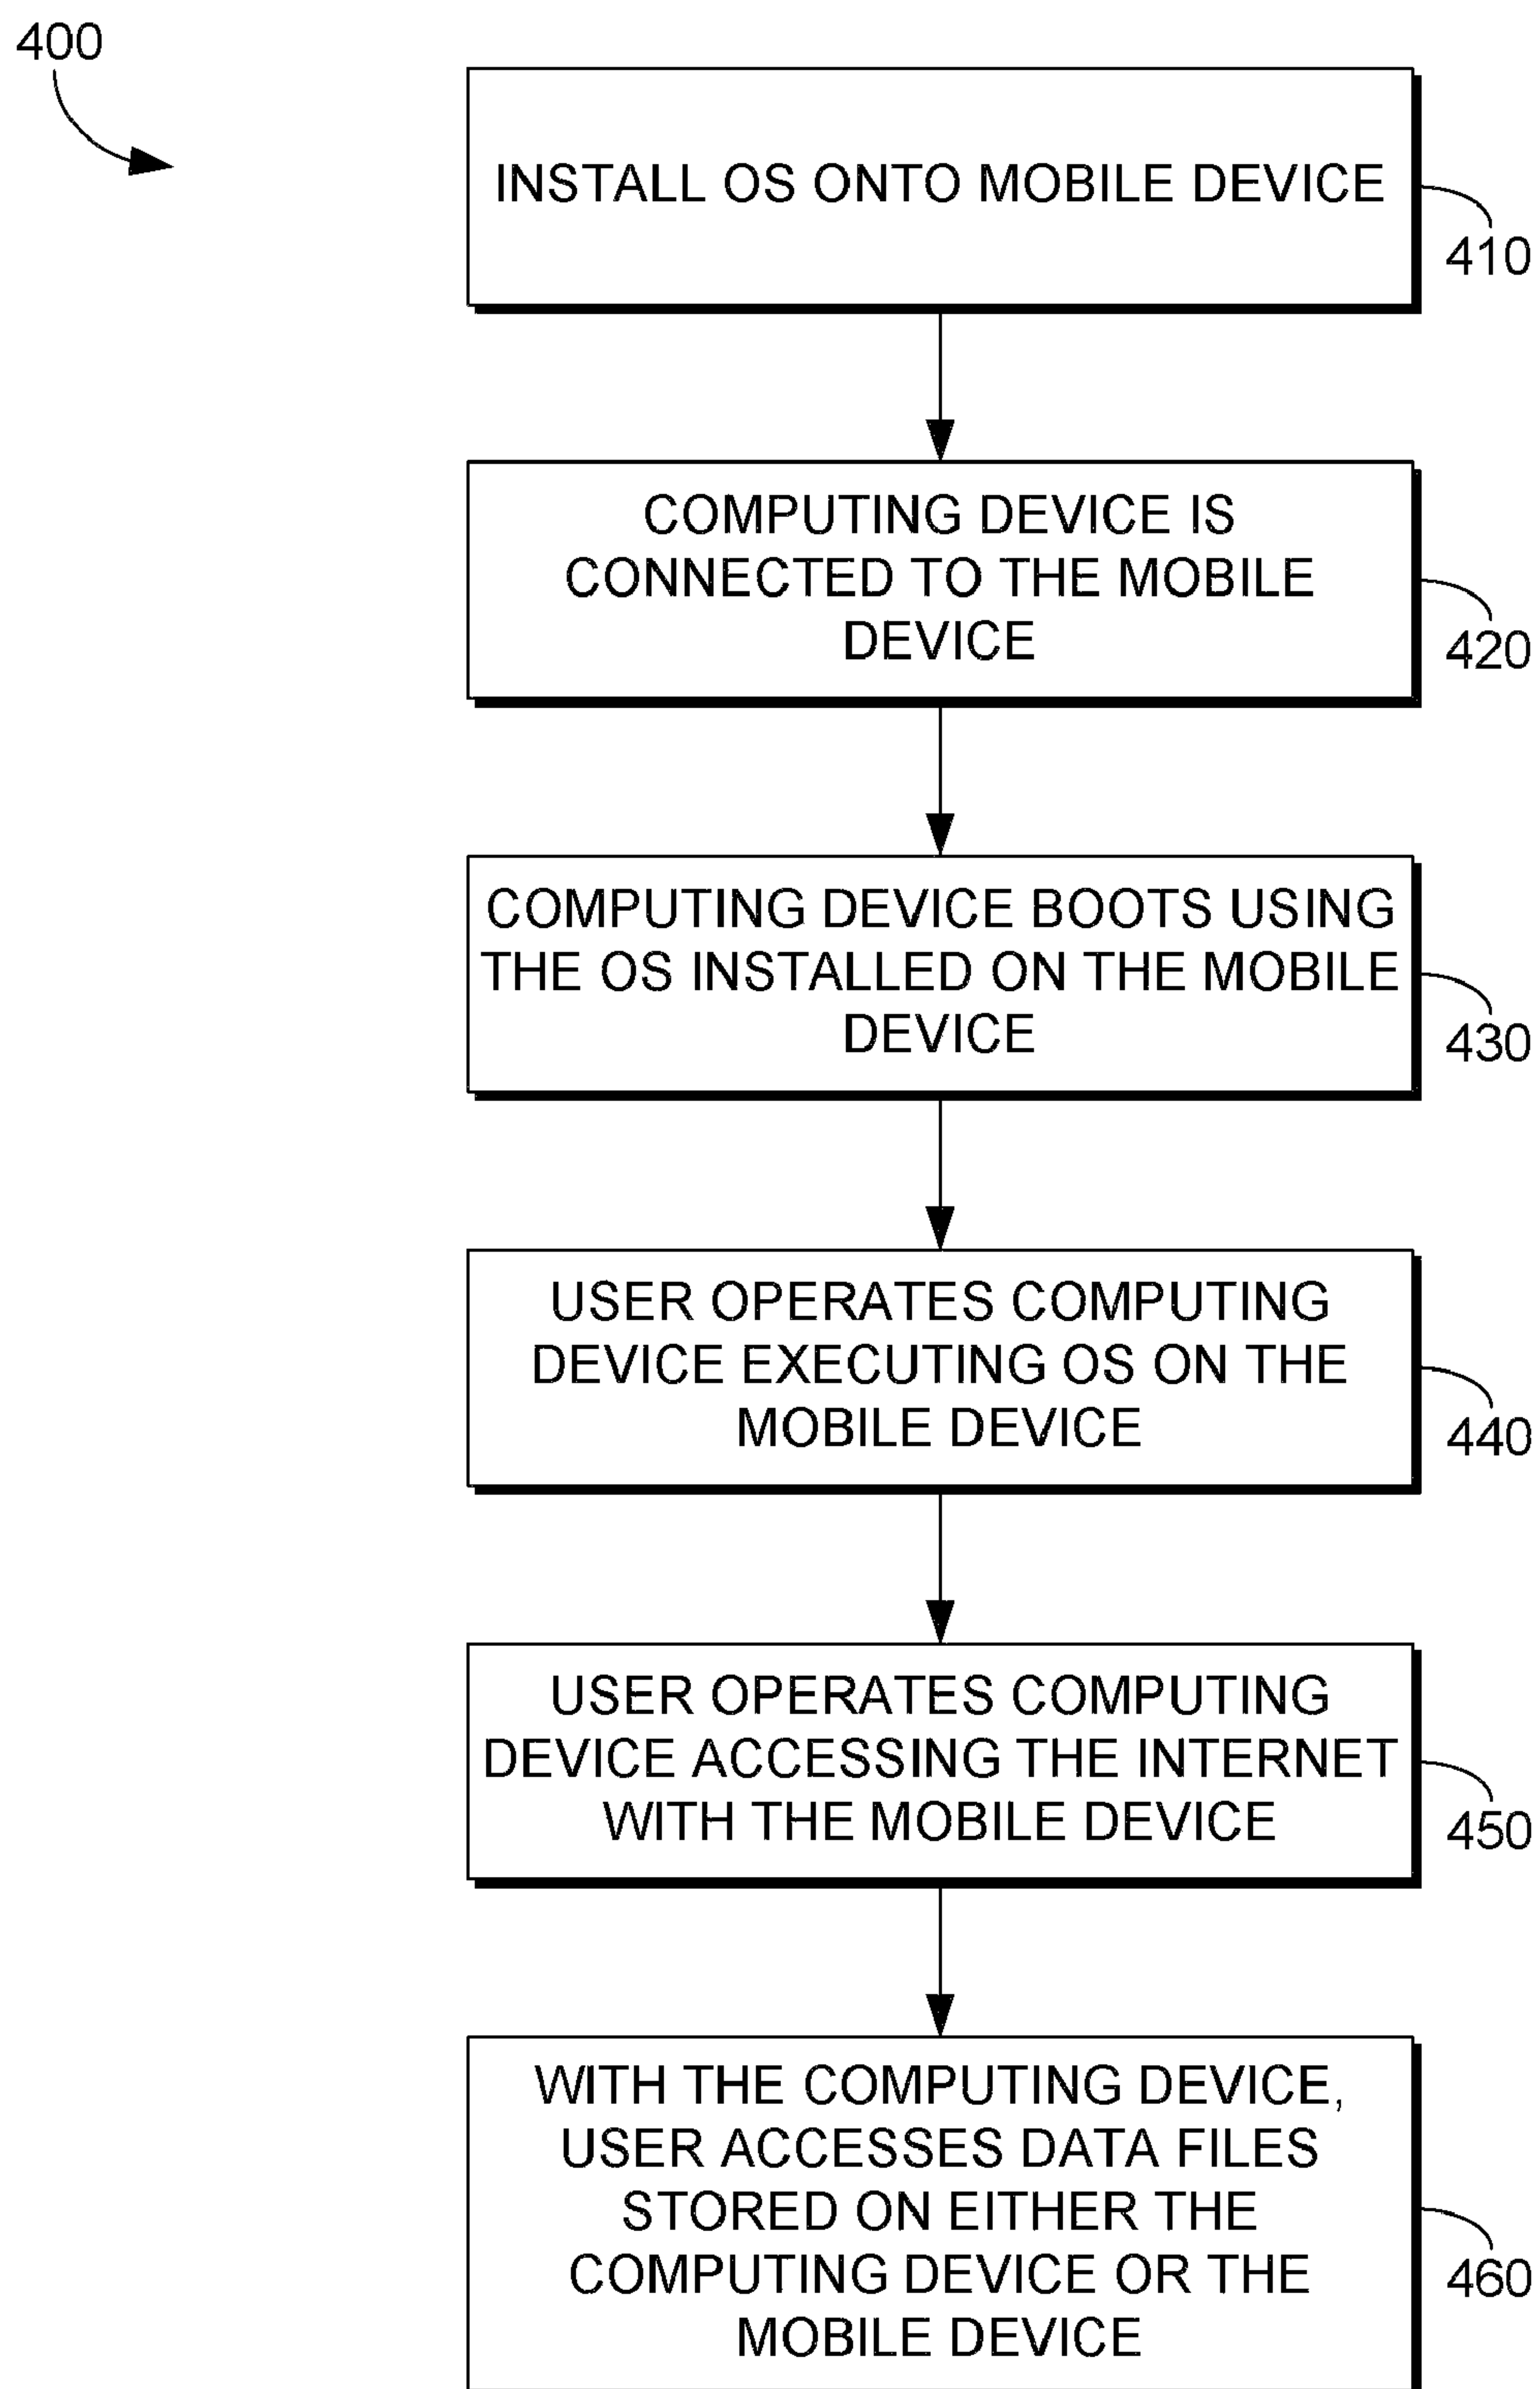 400
INSTALL OS ONTO MOBILE DEVICE
410
COMPUTING DEVICE IS
CONNECTED TO THE MOBILE
DEVICE
420
COMPUTING DEVICE BOOTS USING
THE OS INSTALLED ON THE MOBILE
DEVICE
430
USER OPERATES COMPUTING
DEVICE EXECUTING OS ON THE
MOBILE DEVICE
440
USER OPERATES COMPUTING
DEVICE ACCESSING THE INTERNET
WITH THE MOBILE DEVICE
450
WITH THE COMPUTING DEVICE,
USER ACCESSES DATA FILES
STORED ON EITHER THE
COMPUTING DEVICE OR THE
MOBILE DEVICE
460